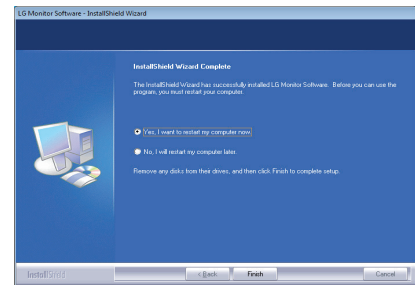 LG Monitor Software - InstallShield Wizard
InstallShield Wizard Complete
The InstallShield Wizard has successfully installed LG Monitor Software. Before you can use the
program, you must restart your computer.
Yes, I want to restart my computer now.
No, I will restart my computer later.
Remove any disks from their drives, and then click Finish to complete setup.
InstallShield
< Back
Finish
Cancel